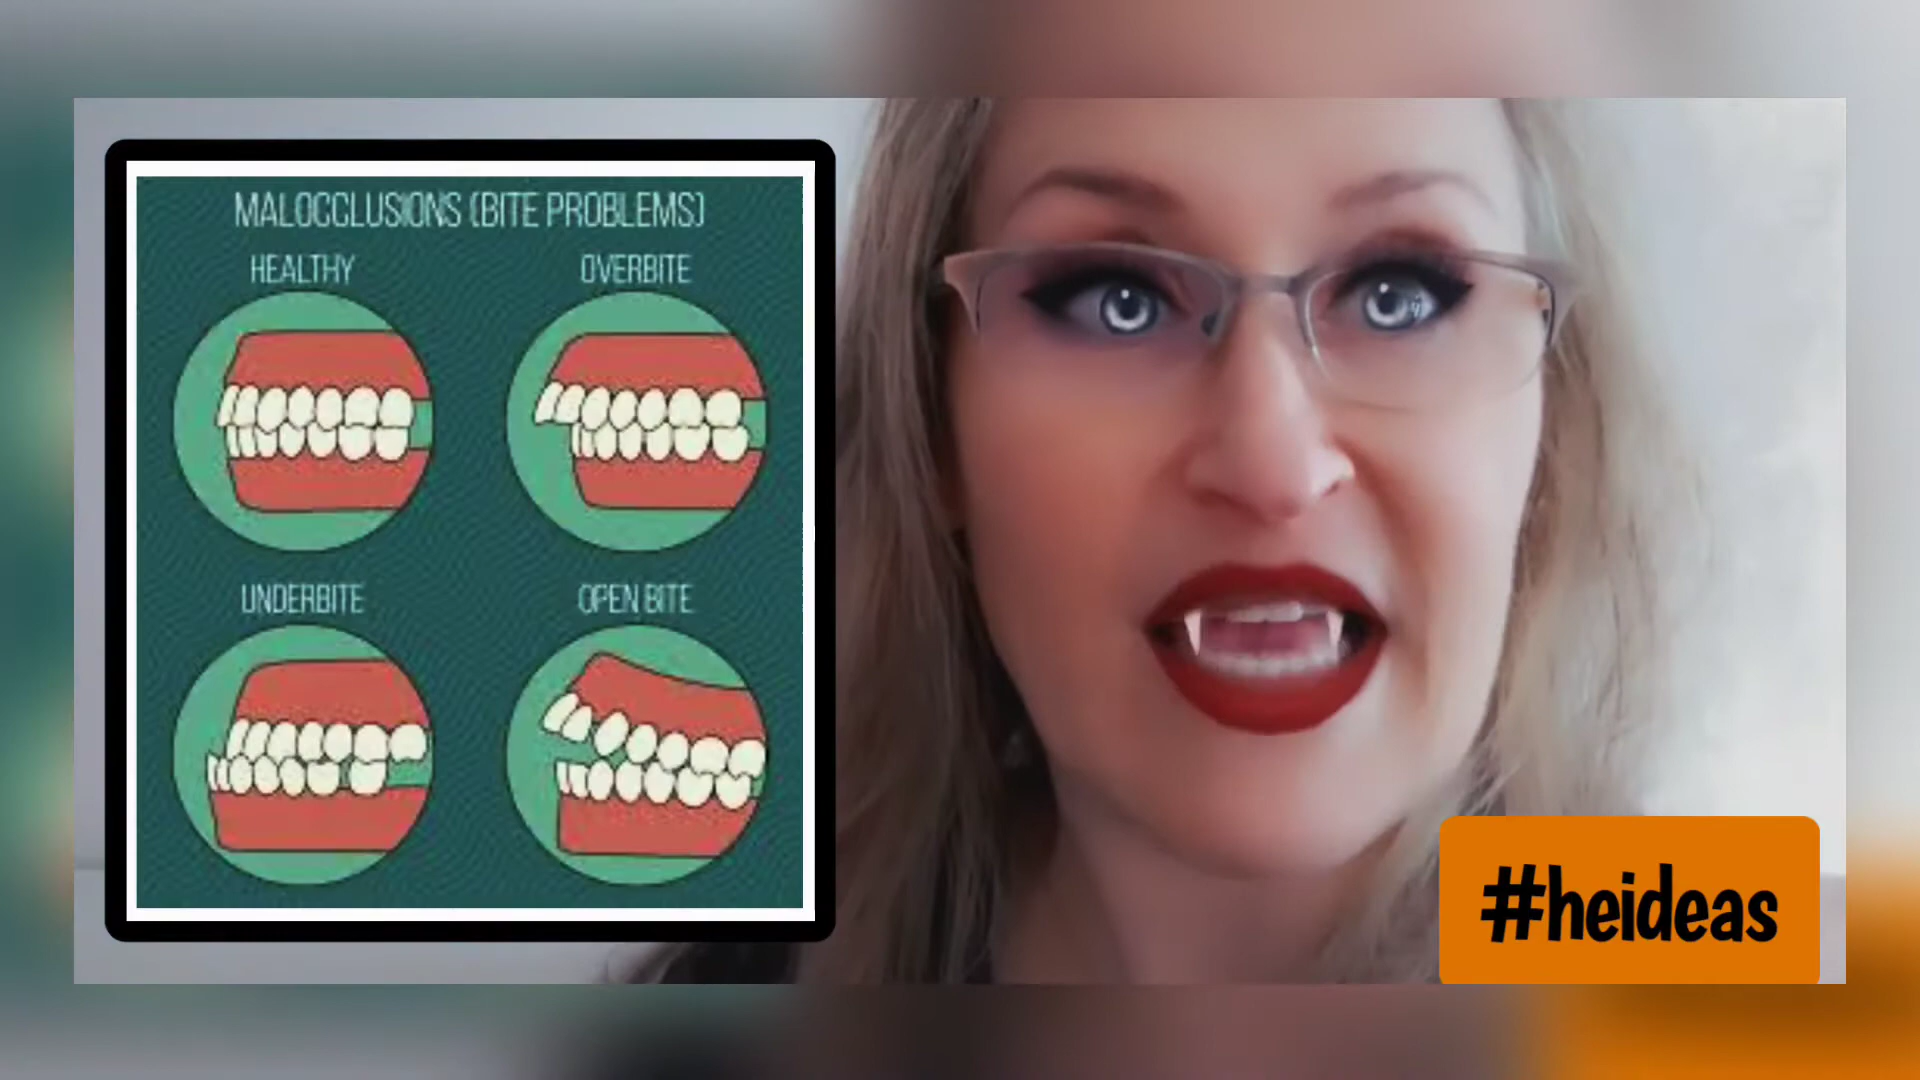 MALOCCLUSIONS (BITE PROBLEMS)
HEALTHY
OVERBITE
UNDERBITE
OPEN BITE
#heideas